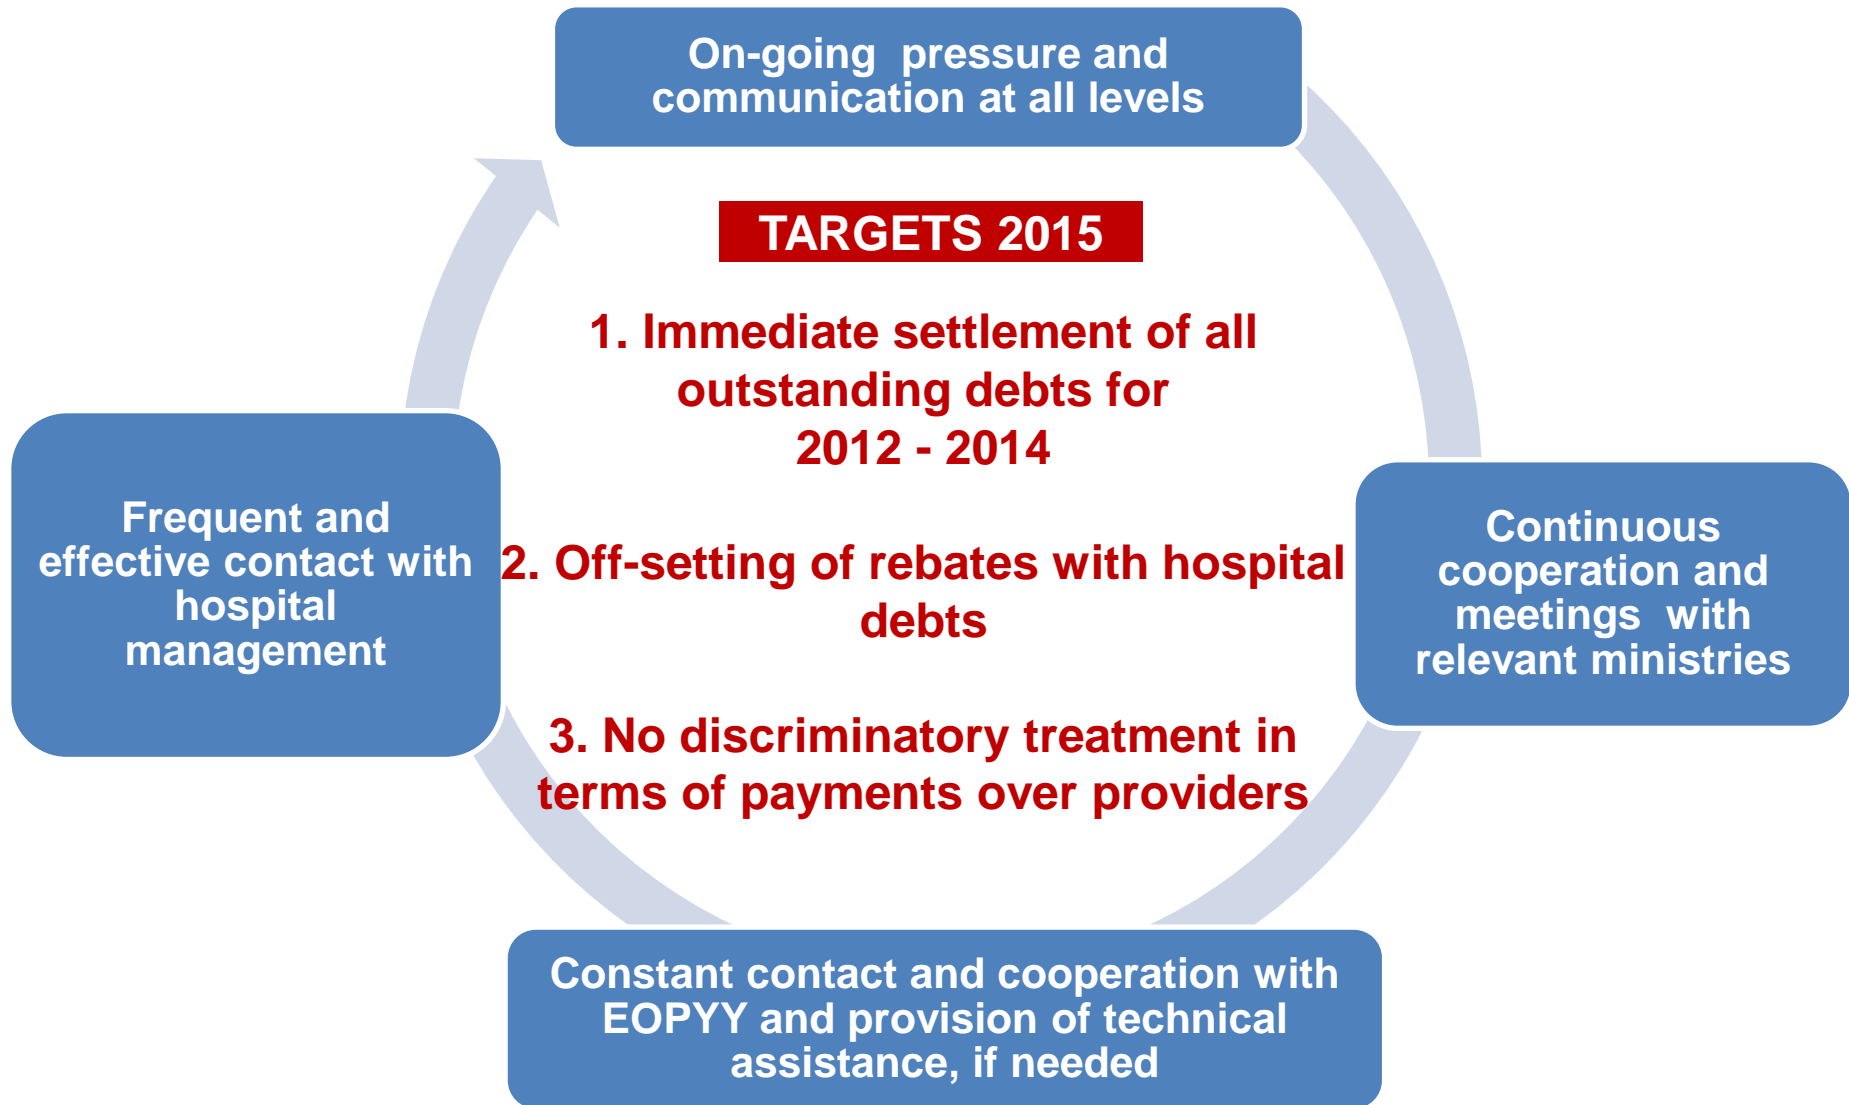 On-going pressure and
communication at all levels
TARGETS 2015
1. Immediate settlement of all
outstanding debts for
2012 - 2014
2. Off-setting of rebates with hospital
debts
3. No discriminatory treatment in
terms of payments over providers
Continuous
cooperation and
meetings with
relevant ministries
Constant contact and cooperation with
EOPYY and provision of technical
assistance, if needed
Frequent and
effective contact with
hospital
management